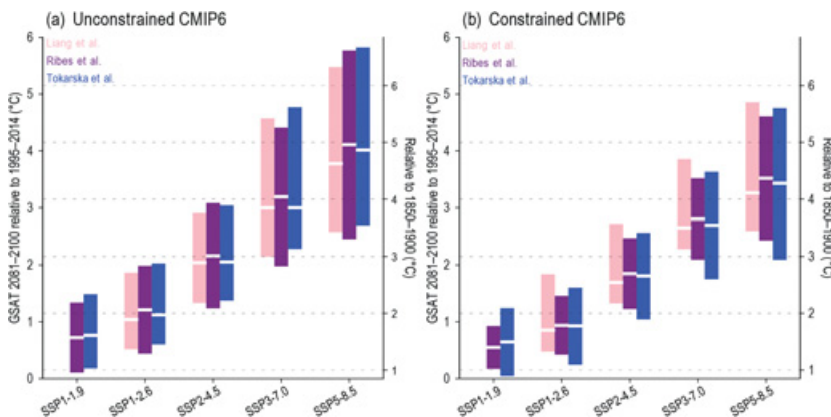 (a) Unconstrained CMIP6
Liang et al.
Ribes et al.
Tokarska et al.
GSAT 2081–2100 relative to 1995–2014 (°C)
6
5
4
3
2
1
0
6
5
4
3
2
1
Relative to 1850–1900 (°C)
SSP1-1.9
SSP1-2.6
SSP2-4.5
SSP3-7.0
SSP5-8.5
(b) Constrained CMIP6
Liang et al.
Ribes et al.
Tokarska et al.
GSAT 2081–2100 relative to 1995–2014 (°C)
6
5
4
3
2
1
0
6
5
4
3
2
1
Relative to 1850–1900 (°C)
SSP1-1.9
SSP1-2.6
SSP2-4.5
SSP3-7.0
SSP5-8.5